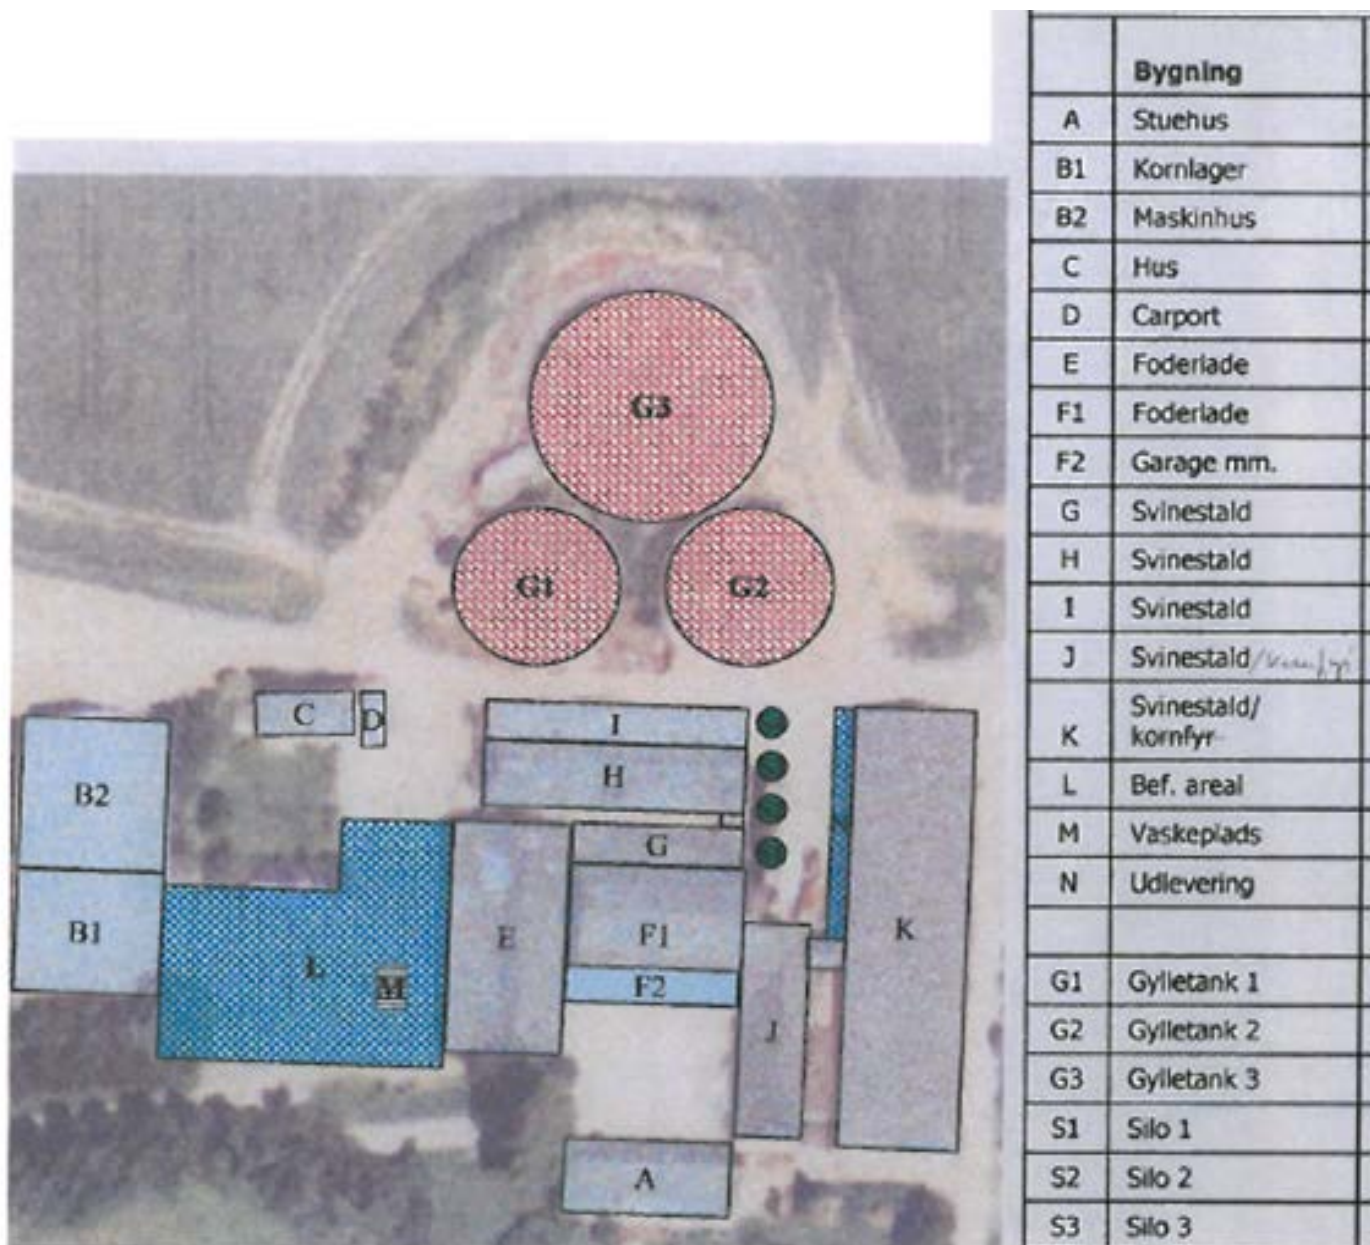 Bygning
A Stuehus
B1 Kornlager
B2 Maskinhus
C Hus
D Carport
E Foderlade
F1 Foderlade
F2 Garage mm.
G Svinestald
H Svinestald
I Svinestald
J Svinestald/
Svinestald/
K kornfyr
L Bef. areal
M Vaskeplads
N Udlevering
G1 Gylletank 1
G2 Gylletank 2
G3 Gylletank 3
S1 Silo 1
S2 Silo 2
S3 Silo 3
G3
G1
G2
C
D
I
B2
H
G
B1
E
F1
K
L
M
F2
J
A